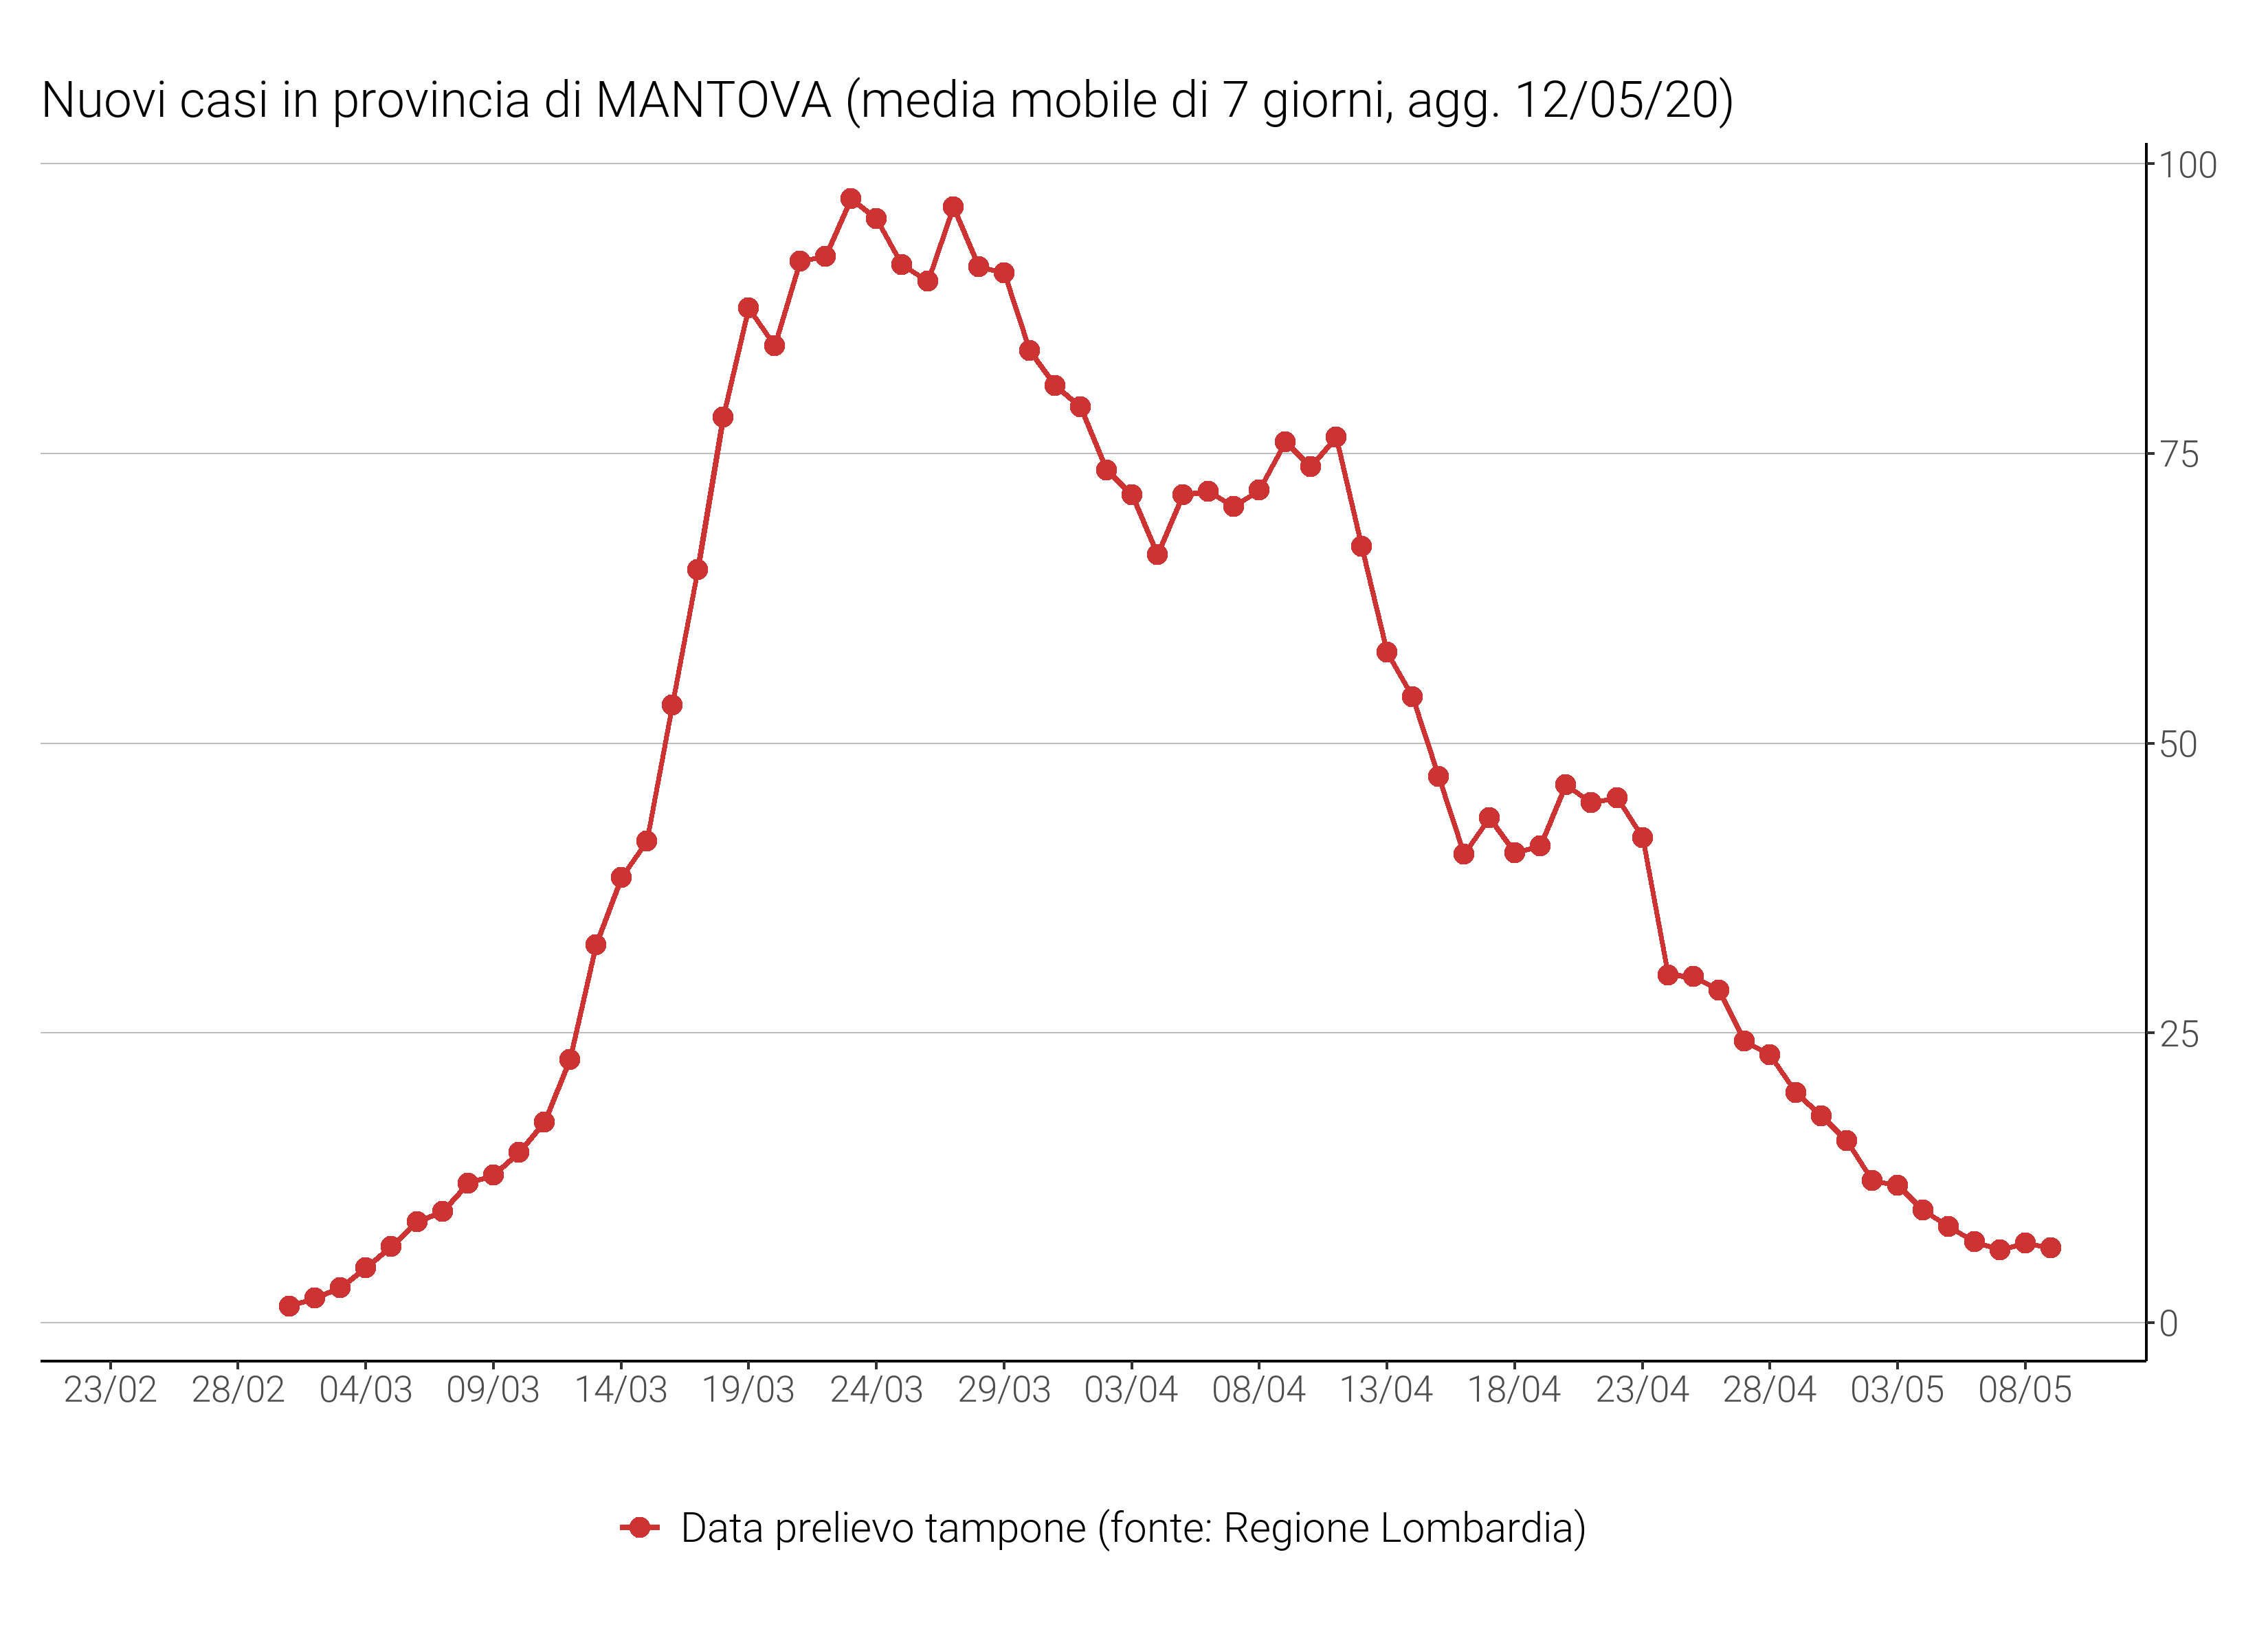 Nuovi casi in provincia di MANTOVA (media mobile di 7 giorni, agg. 12/05/20)
100
75
50
25
0
23/02 28/02 04/03 09/03 14/03 19/03 24/03 29/03 03/04 08/04 13/04 18/04 23/04 28/04 03/05 08/05
Data prelievo tampone (fonte: Regione Lombardia)